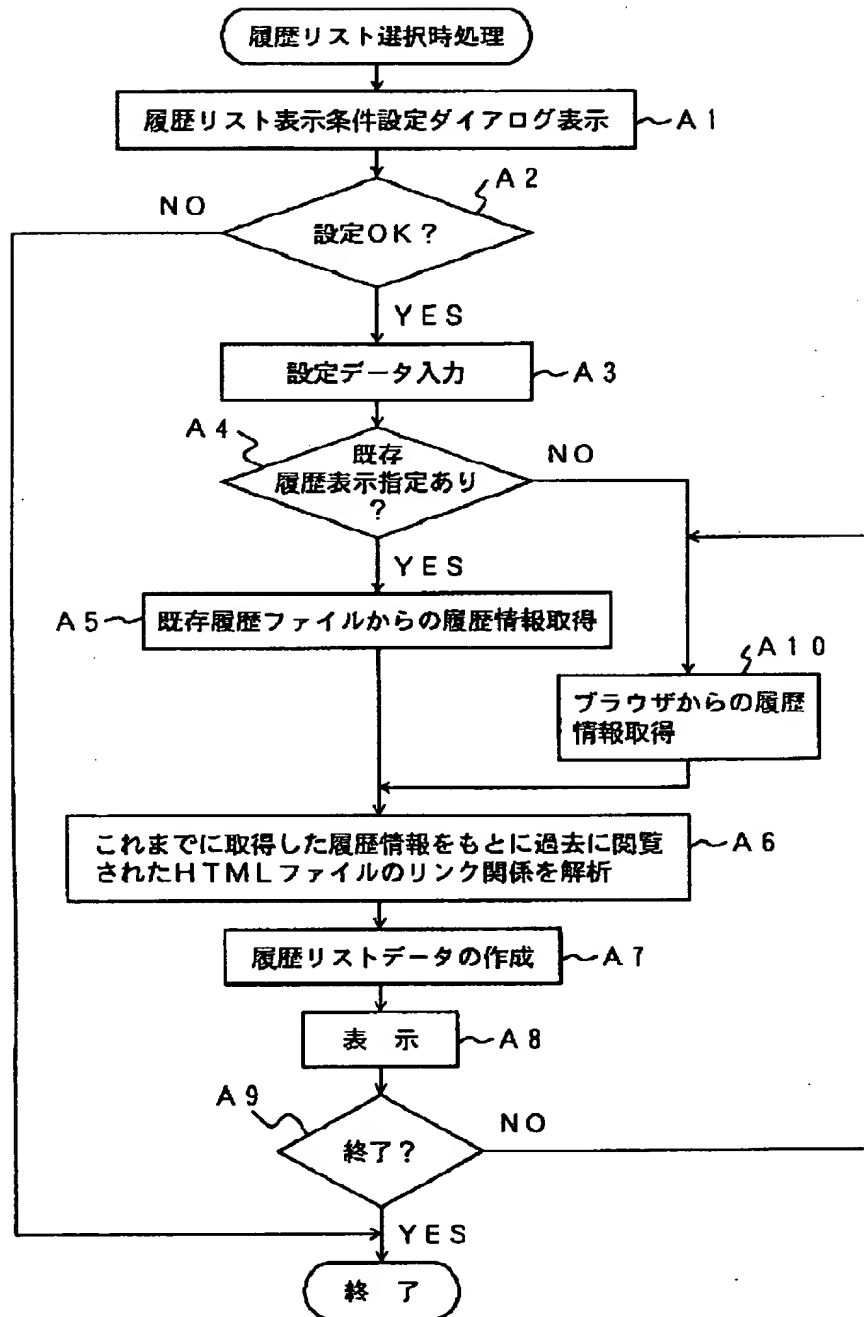 履歴リスト選択時処理
履歴リスト表示条件設定ダイアログ表示
A1
A2
NO
設定OK?
YES
設定データ入力
A3
A4
既存
履歴表示指定あり
?
NO
YES
A5
既存履歴ファイルからの履歴情報取得
A10
ブラウザからの履歴
情報取得
これまでに取得した履歴情報をもとに過去に閲覧
されたHTMLファイルのリンク関係を解析
A6
履歴リストデータの作成
A7
表 示
A8
A9
終了?
NO
YES
終 了